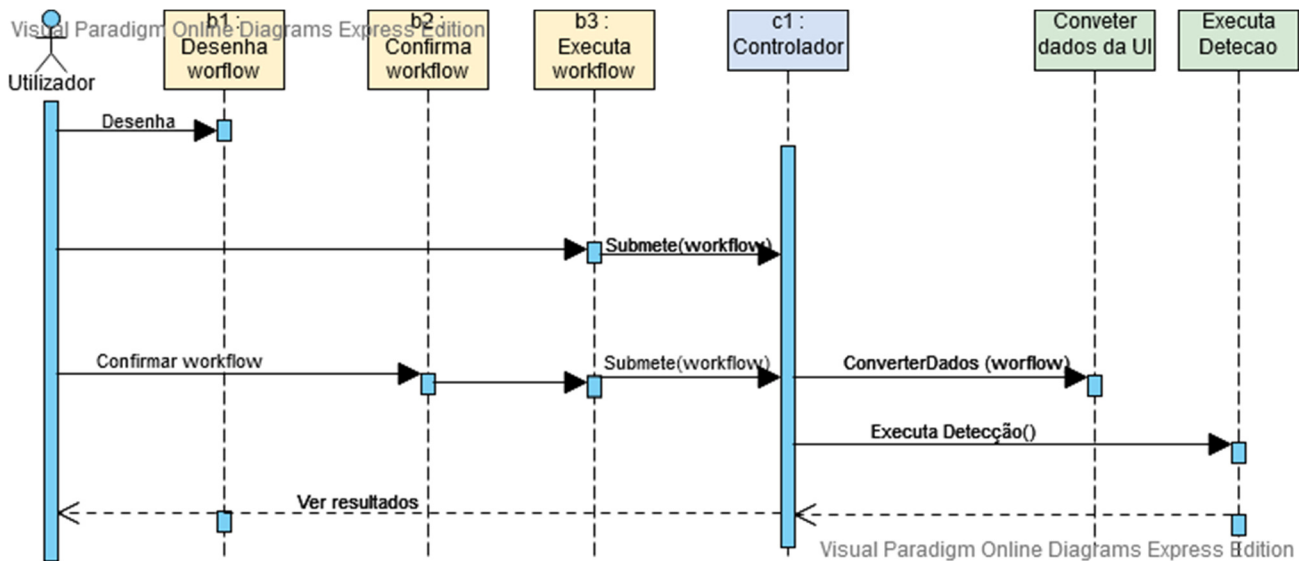 Visual Paradigm Online Diagrams Express Edition
Utilizador
b1 :
Desenha
worflow
b2 :
Confirma
workflow
b3 :
Executa
workflow
c1 :
Controlador
Conveter
dados da UI
Executa
Detecao
Desenha
Submete(workflow)
Confirmar workflow
Submete(workflow)
ConverterDados (worflow)
Executa Detecção()
Ver resultados
Visual Paradigm Online Diagrams Express Edition